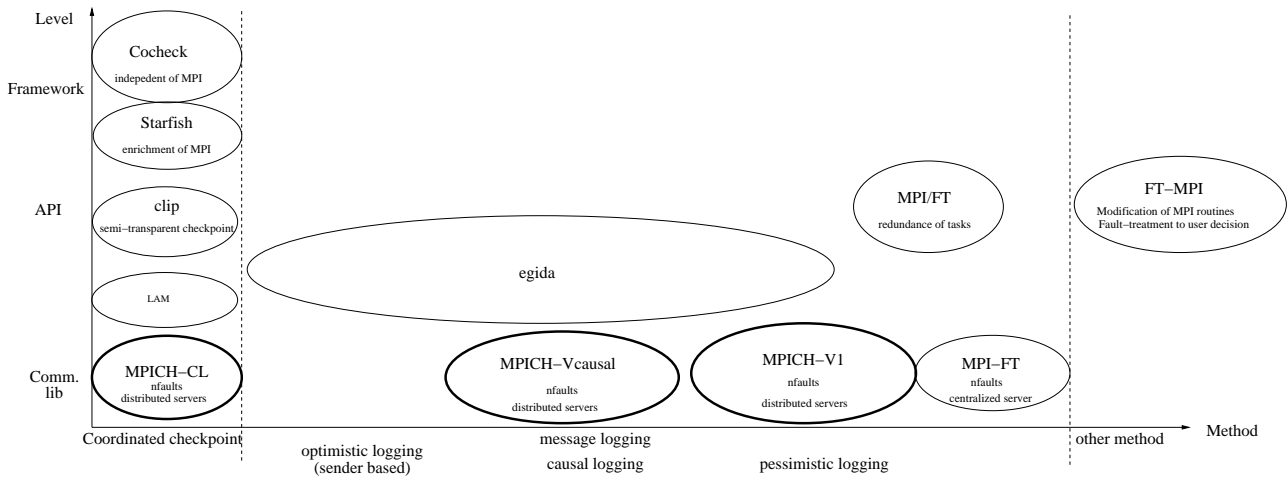 Level
Cocheck
indepedent of MPI
Framework
Starfish
enrichment of MPI
API
clip
semi−transparent checkpoint
MPI/FT
redundance of tasks
FT−MPI
Modification of MPI routines
Fault−treatment to user decision
egida
LAM
Comm.
lib
MPICH−CL
nfaults
distributed servers
MPICH−Vcausal
nfaults
distributed servers
MPICH−V1
nfaults
distributed servers
MPI−FT
nfaults
centralized server
Coordinated checkpoint
message logging
other method
Method
optimistic logging
(sender based)
causal logging
pessimistic logging